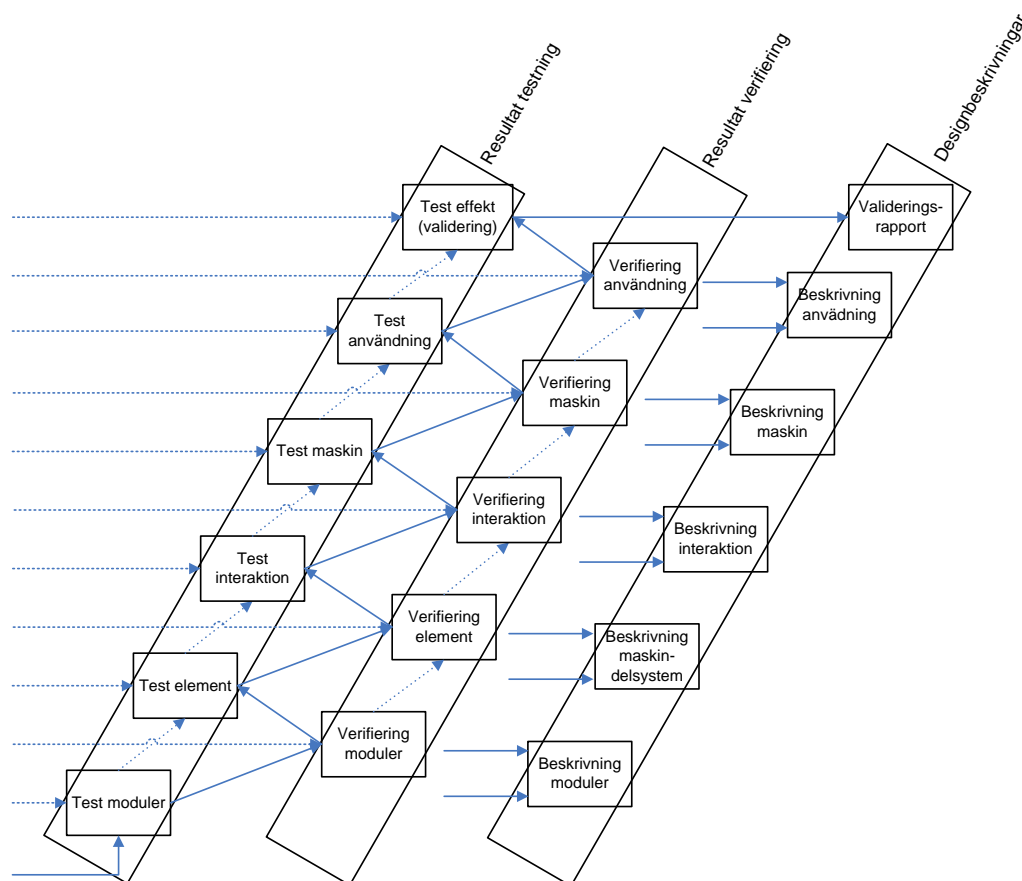 Resultat testning
Resultat verifiering
Designbeskrivningar
Test effekt
(validering)
Validerings-
rapport
Verifiering
användning
Beskrivning
anvädning
Test
användning
Verifiering
maskin
Beskrivning
maskin
Test maskin
Verifiering
interaktion
Beskrivning
interaktion
Test
interaktion
Verifiering
element
Beskrivning
maskin-
delsystem
Test element
Verifiering
moduler
Beskrivning
moduler
Test moduler